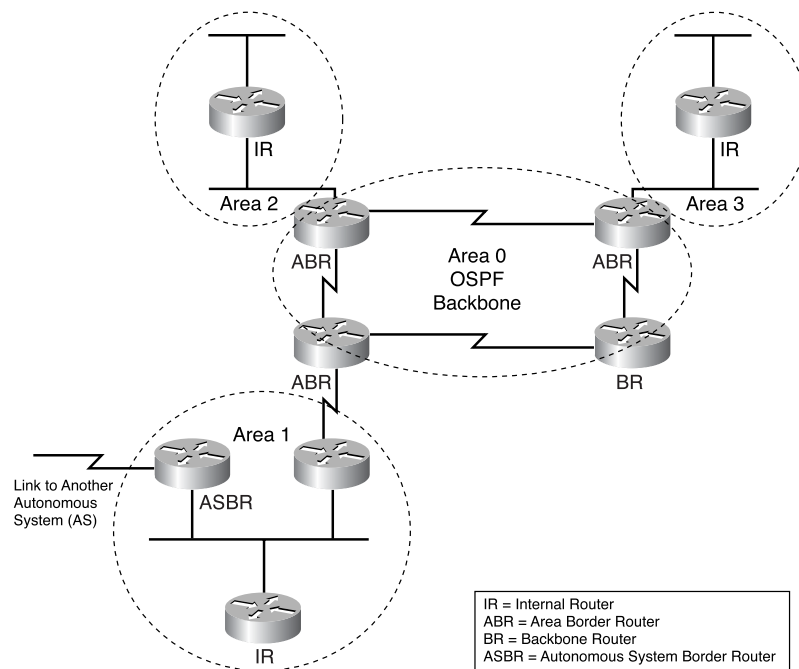 IR
IR
Area 2
Area 3
ABR
Area 0
OSPF
Backbone
ABR
ABR
BR
Area 1
Link to Another
Autonomous
System (AS)
ASBR
IR
IR = Internal Router
ABR = Area Border Router
BR = Backbone Router
ASBR = Autonomous System Border Router